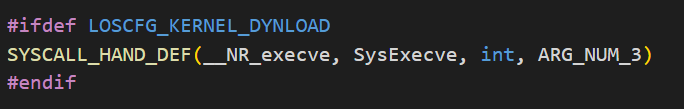 #ifdef LOSCFG_KERNEL_DYNLOAD
SYSCALL_HAND_DEF(__NR_execve, SysExecve, int, ARG_NUM_3)
#endif